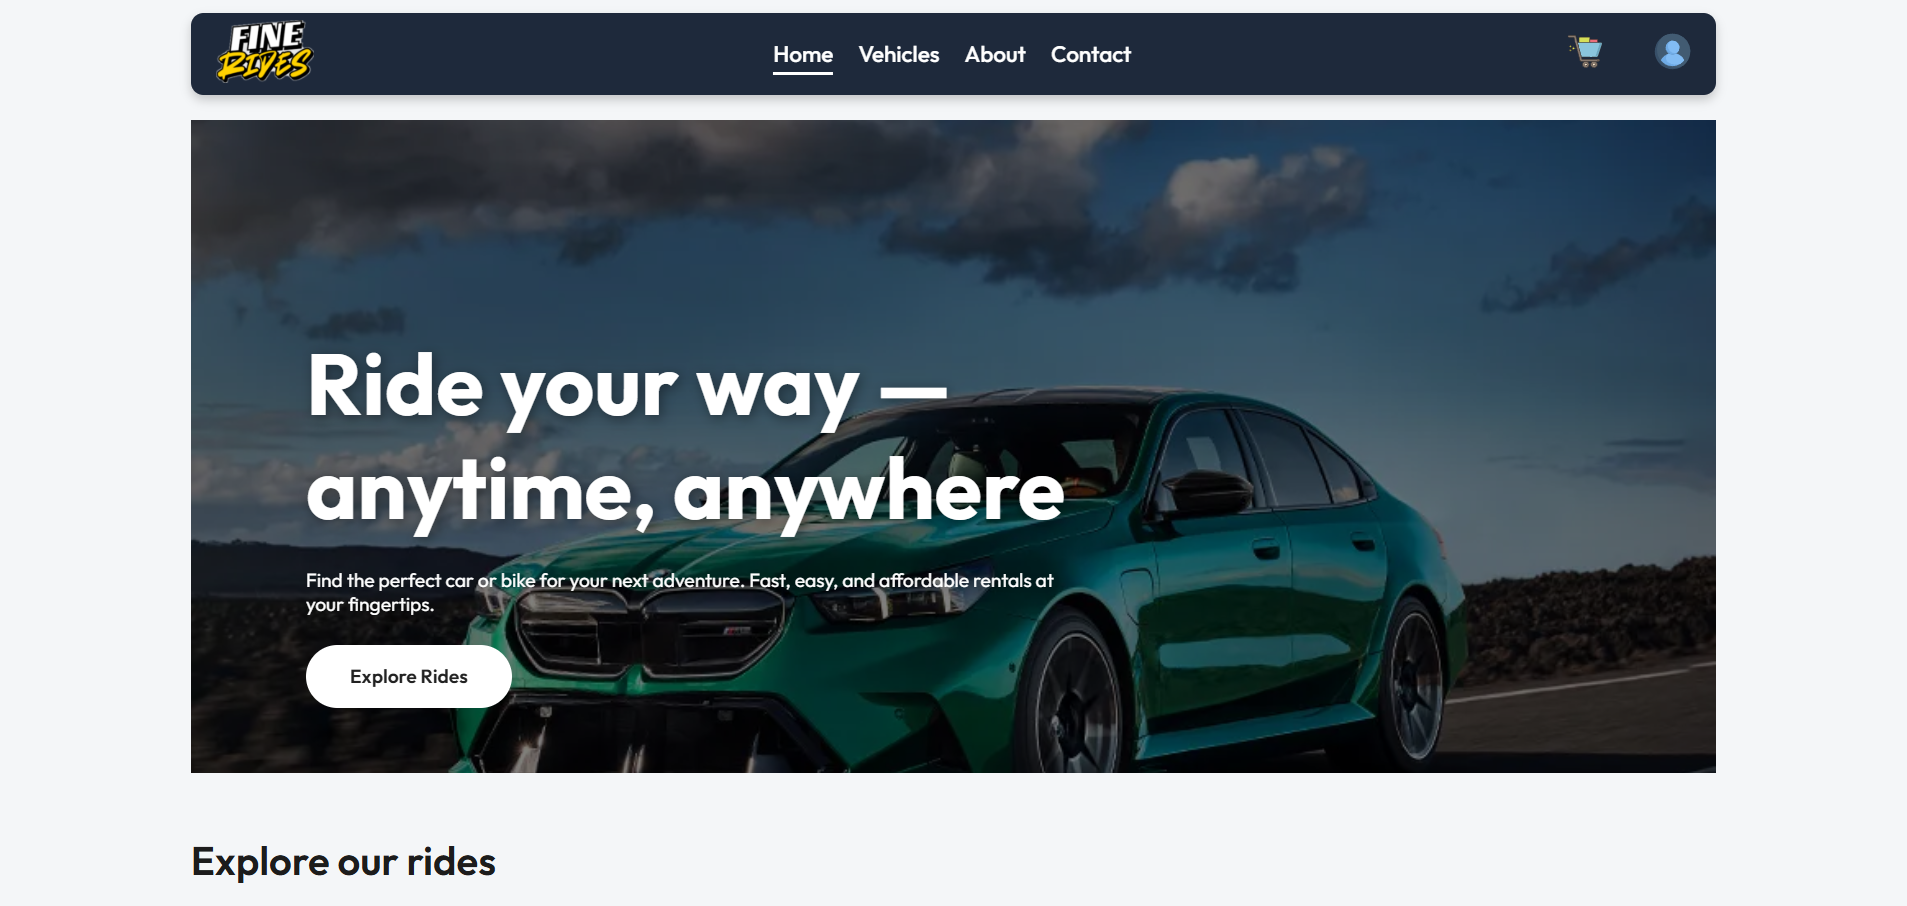 FINE
RIDES
Home Vehicles About Contact
Ride your way —
anytime, anywhere
Find the perfect car or bike for your next adventure. Fast, easy, and affordable rentals at
your fingertips.
Explore Rides
Explore our rides